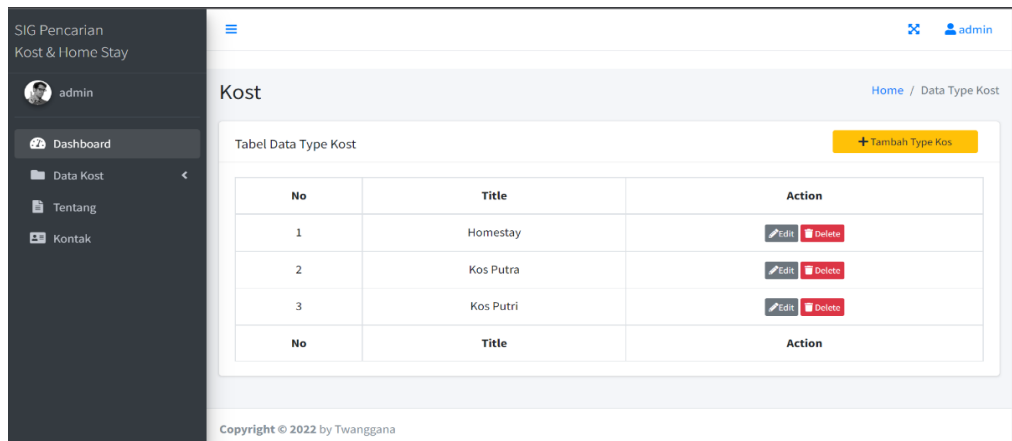 SIG Pencarian
Kost & Home Stay
admin
Dashboard
Data Kost
Tentang
Kontak
admin
Kost
Home / Data Type Kost
Tabel Data Type Kost
Tambah Type Kos
No Title Action
1 Homestay Edit Delete
2 Kos Putra Edit Delete
3 Kos Putri Edit Delete
No Title Action
Copyright © 2022 by Twanggana